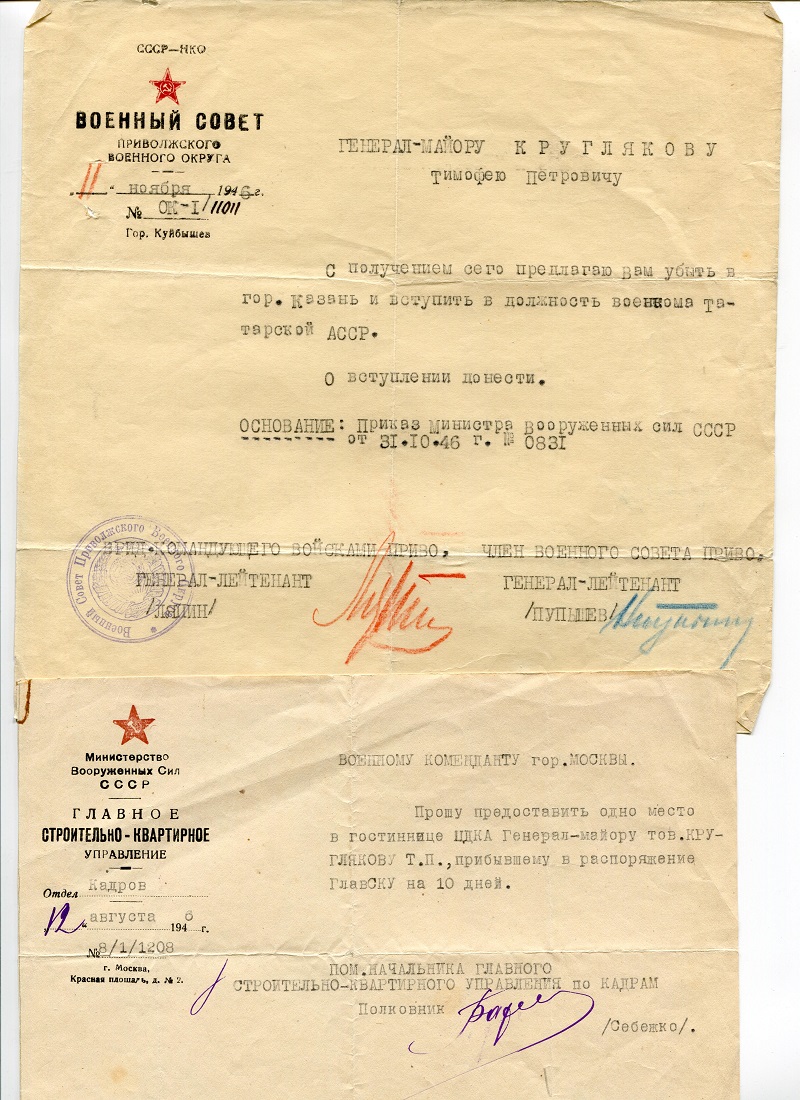 СССР—НКО
ВОЕННЫЙ СОВЕТ
ПРИВОЛЖСКОГО
ВОЕННОГО ОКРУГА
„11“ ноября 1946г.
№ ОК-I/11011
Гор. Куйбышев
ГЕНЕРАЛ-МАЙОРУ КРУГЛЯКОВУ
Тимофею Петровичу
С получением сего предлагаю Вам убыть в
гор. Казань и вступить в должность военкома Та-
тарской АССР.
О вступлении донести.
ОСНОВАНИЕ: Приказ Министра Вооруженных сил СССР
от 31.10.46 г. № 0831
ВРИД.КОМАНДУЮЩЕГО ВОЙСКАМИ ПРИВО, ЧЛЕН ВОЕННОГО СОВЕТА ПРИВО,
ГЕНЕРАЛ-ЛЕЙТЕНАНТ ГЕНЕРАЛ-ЛЕЙТЕНАНТ
/ЛЯПИН/ /ПУПЫШЕВ/
Военный Совет Приволжского Военного
Министерство
Вооруженных Сил
СССР
ГЛАВНОЕ
СТРОИТЕЛЬНО-КВАРТИРНОЕ
УПРАВЛЕНИЕ
Отдел Кадров
„12“ августа 1946 г.
№ 8/1/1208
г. Москва,
Красная площадь, д. № 2.
ВОЕННОМУ КОМЕНДАНТУ гор.МОСКВЫ.
Прошу предоставить одно место
в гостиннице ЦДКА Генерал-майору тов.КРУ-
ГЛЯКОВУ Т.П.,прибывшему в распоряжение
ГлавСКУ на 10 дней.
ПОМ.НАЧАЛЬНИКА ГЛАВНОГО
СТРОИТЕЛЬНО-КВАРТИРНОГО УПРАВЛЕНИЯ по КАДРАМ
Полковник
/Себежко/.